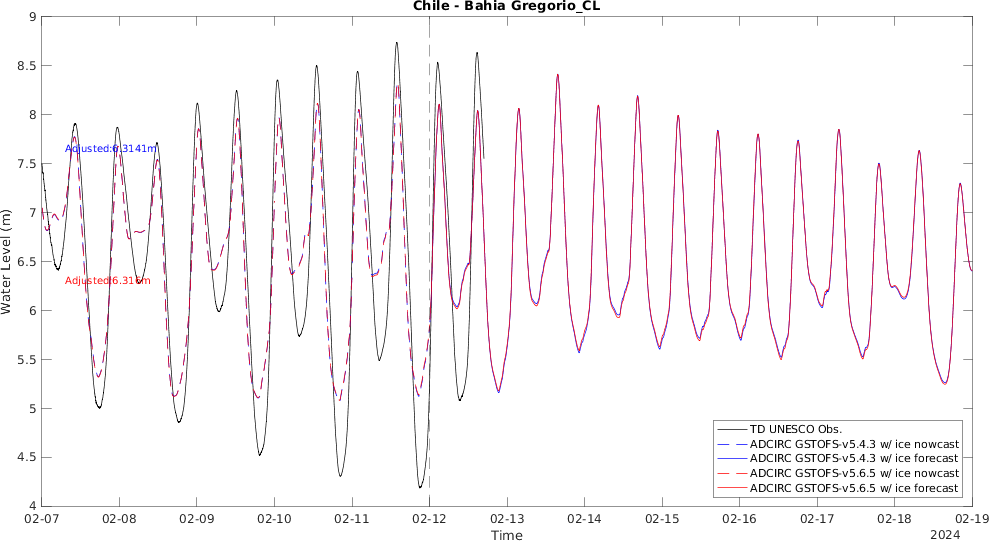 Chile - Bahia Gregorio_CL
9
8.5
8
7.5
7
6.5
6
5.5
5
4.5
4
Water Level (m)
Adjusted:6.3141m
Adjusted:6.316m
TD UNESCO Obs.
ADCIRC GSTOFS-v5.4.3 w/ ice nowcast
ADCIRC GSTOFS-v5.4.3 w/ ice forecast
ADCIRC GSTOFS-v5.6.5 w/ ice nowcast
ADCIRC GSTOFS-v5.6.5 w/ ice forecast
02-07 02-08 02-09 02-10 02-11 02-12 02-13 02-14 02-15 02-16 02-17 02-18 02-19
Time
2024